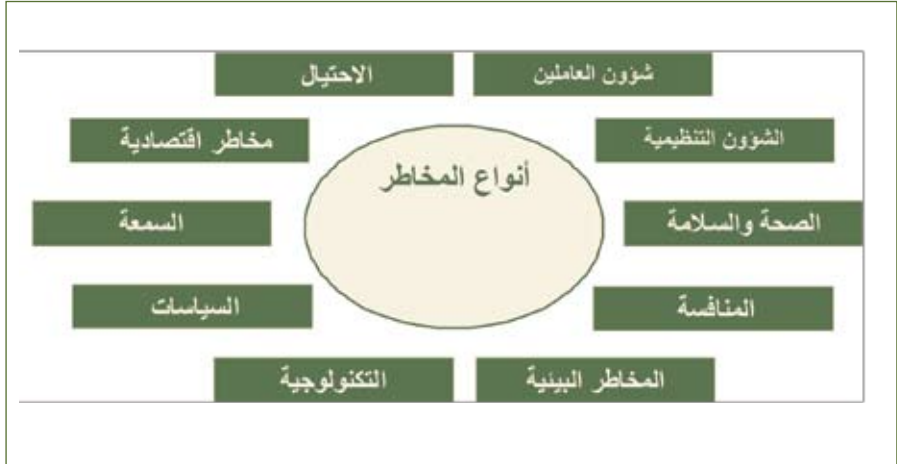 شؤون العاملين
الاحتيال
الشؤون التنظيمية
مخاطر اقتصادية
أنواع المخاطر
الصحة والسلامة
السمعة
المنافسة
السياسات
المخاطر البيئية
التكنولوجية